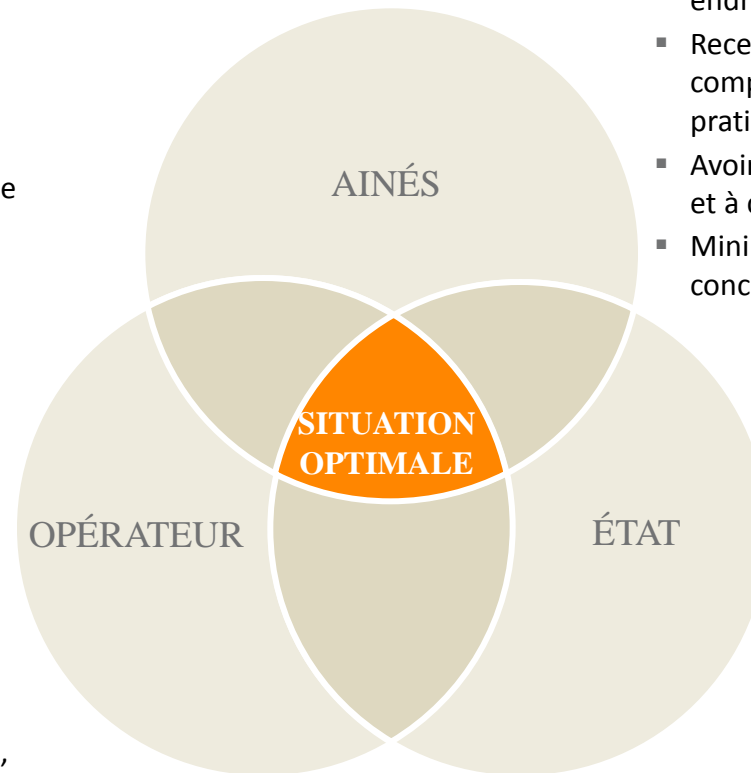 ▪ Rece
comp
prati
▪ Avoir
et à c
▪ Mini
conc
e
AINÉS
SITUATION
OPTIMALE
OPÉRATEUR
ÉTAT
,